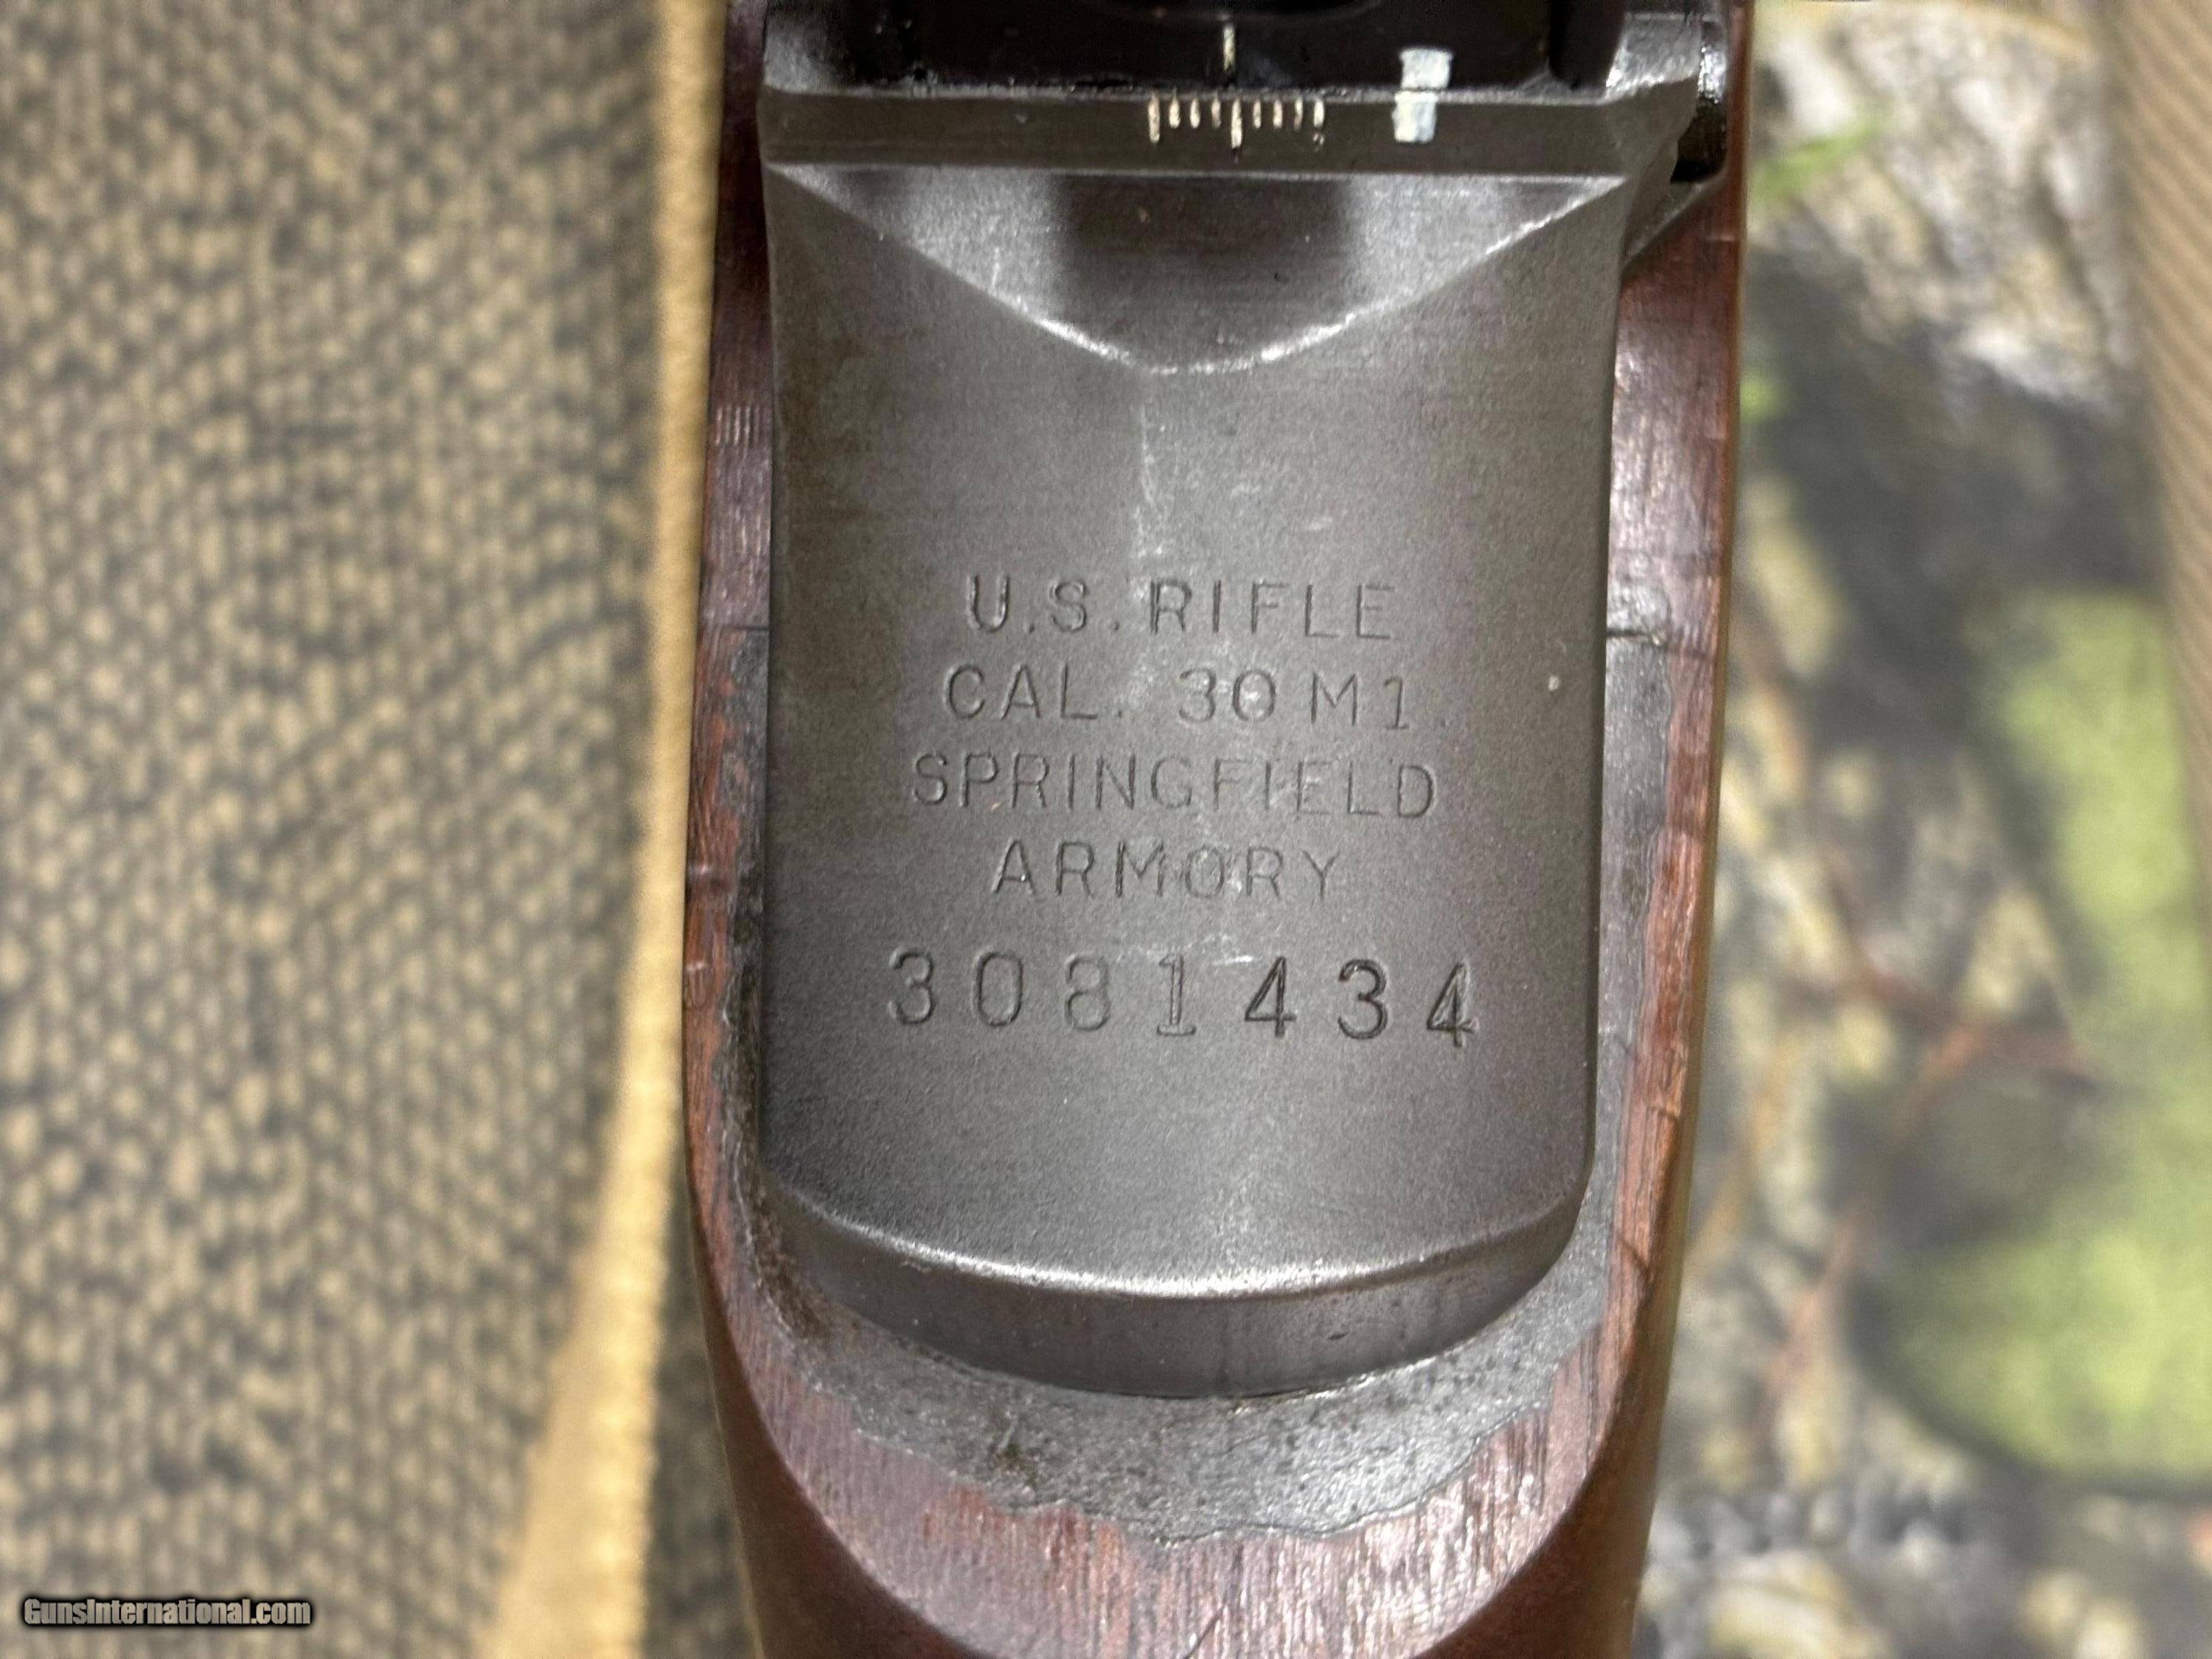 U.S. RIFLE
CAL. 30 M1
SPRINGFIELD
ARMORY
3081434
GunsInternational.com